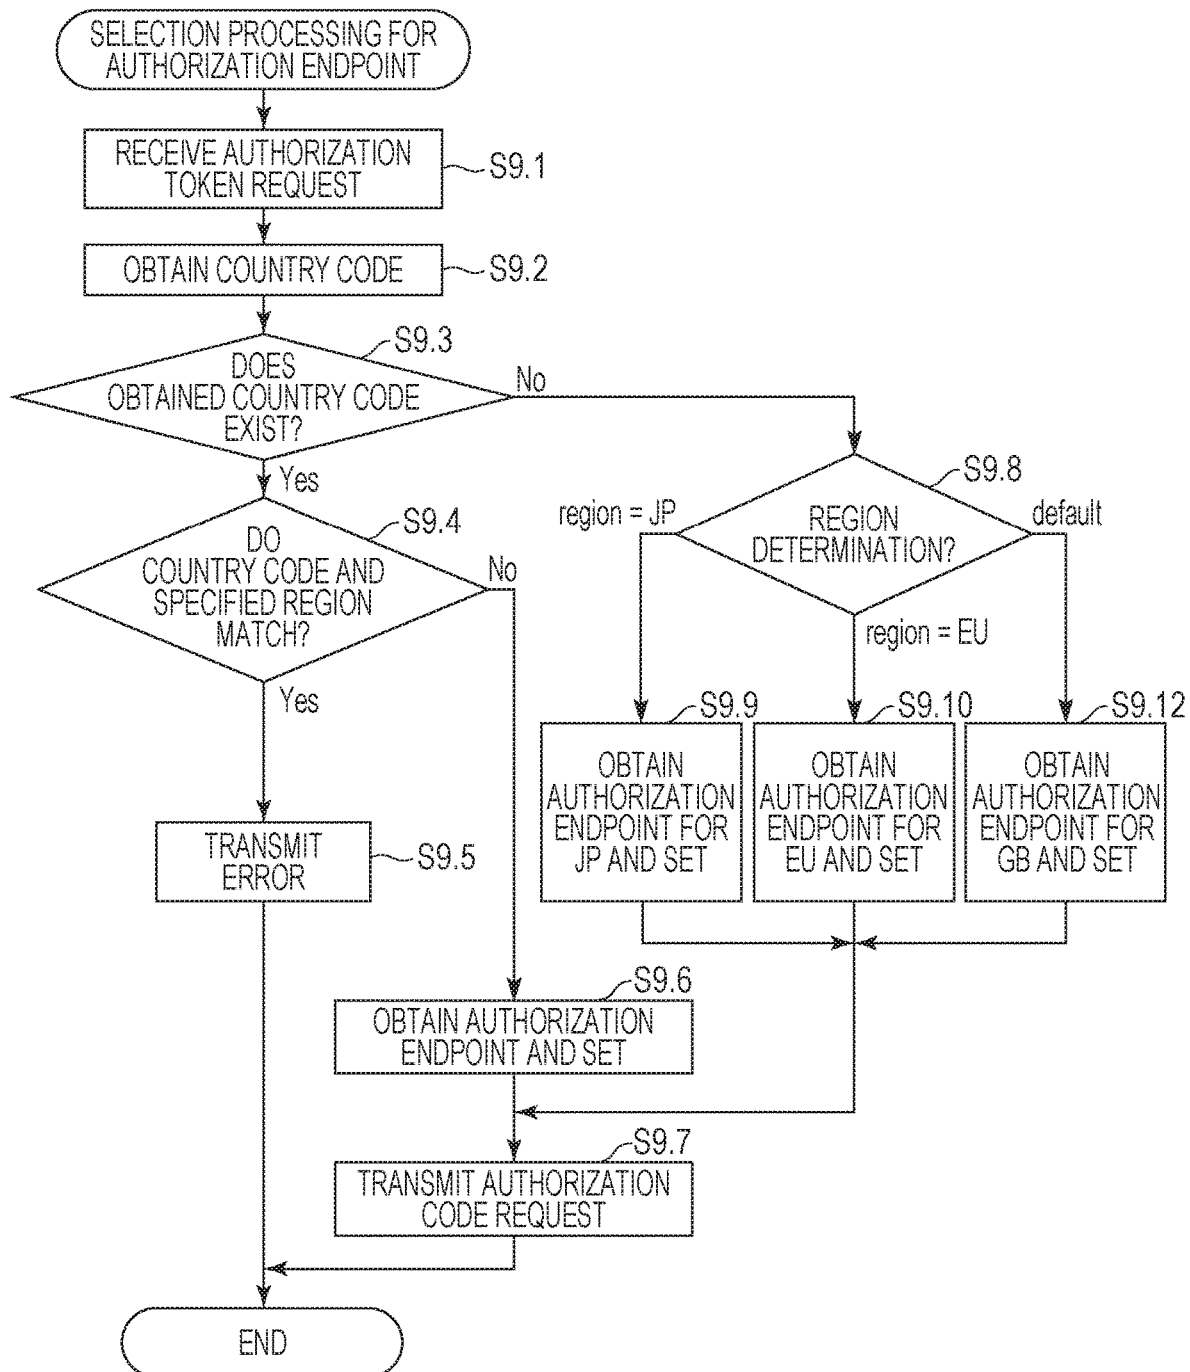 SELECTION PROCESSING FOR
AUTHORIZATION ENDPOINT
RECEIVE AUTHORIZATION
TOKEN REQUEST
S9.1
OBTAIN COUNTRY CODE
S9.2
S9.3
DOES
OBTAINED COUNTRY CODE
EXIST?
No
Yes
S9.4
DO
COUNTRY CODE AND
SPECIFIED REGION
MATCH?
No
Yes
S9.8
REGION
DETERMINATION?
region = JP
default
region = EU
S9.9
OBTAIN
AUTHORIZATION
ENDPOINT FOR
JP AND SET
S9.10
OBTAIN
AUTHORIZATION
ENDPOINT FOR
EU AND SET
S9.12
OBTAIN
AUTHORIZATION
ENDPOINT FOR
GB AND SET
TRANSMIT
ERROR
S9.5
S9.6
OBTAIN AUTHORIZATION
ENDPOINT AND SET
S9.7
TRANSMIT AUTHORIZATION
CODE REQUEST
END